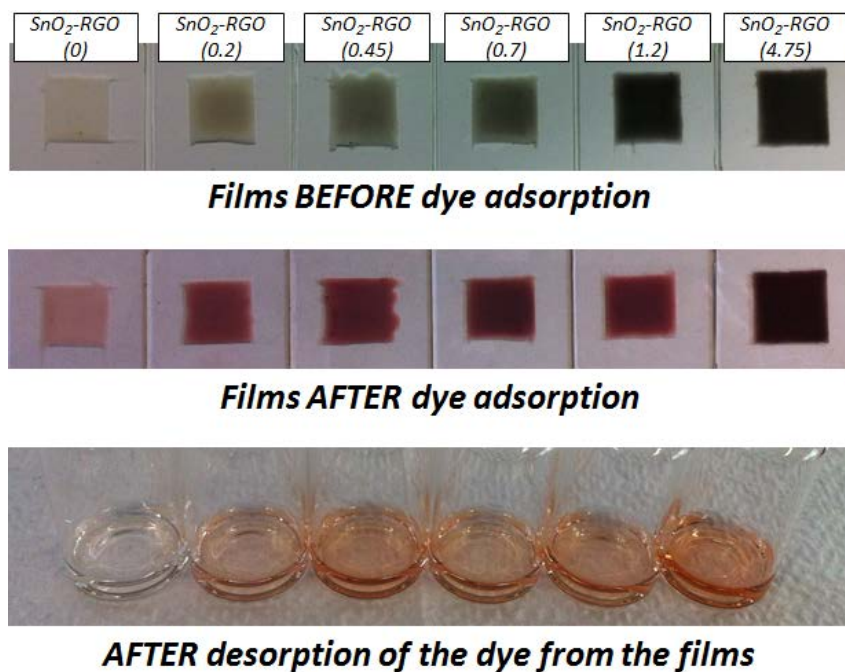 SnO₂-RGO
(0)
SnO₂-RGO
(0.2)
SnO₂-RGO
(0.45)
SnO₂-RGO
(0.7)
SnO₂-RGO
(1.2)
SnO₂-RGO
(4.75)
Films BEFORE dye adsorption
Films AFTER dye adsorption
AFTER desorption of the dye from the films